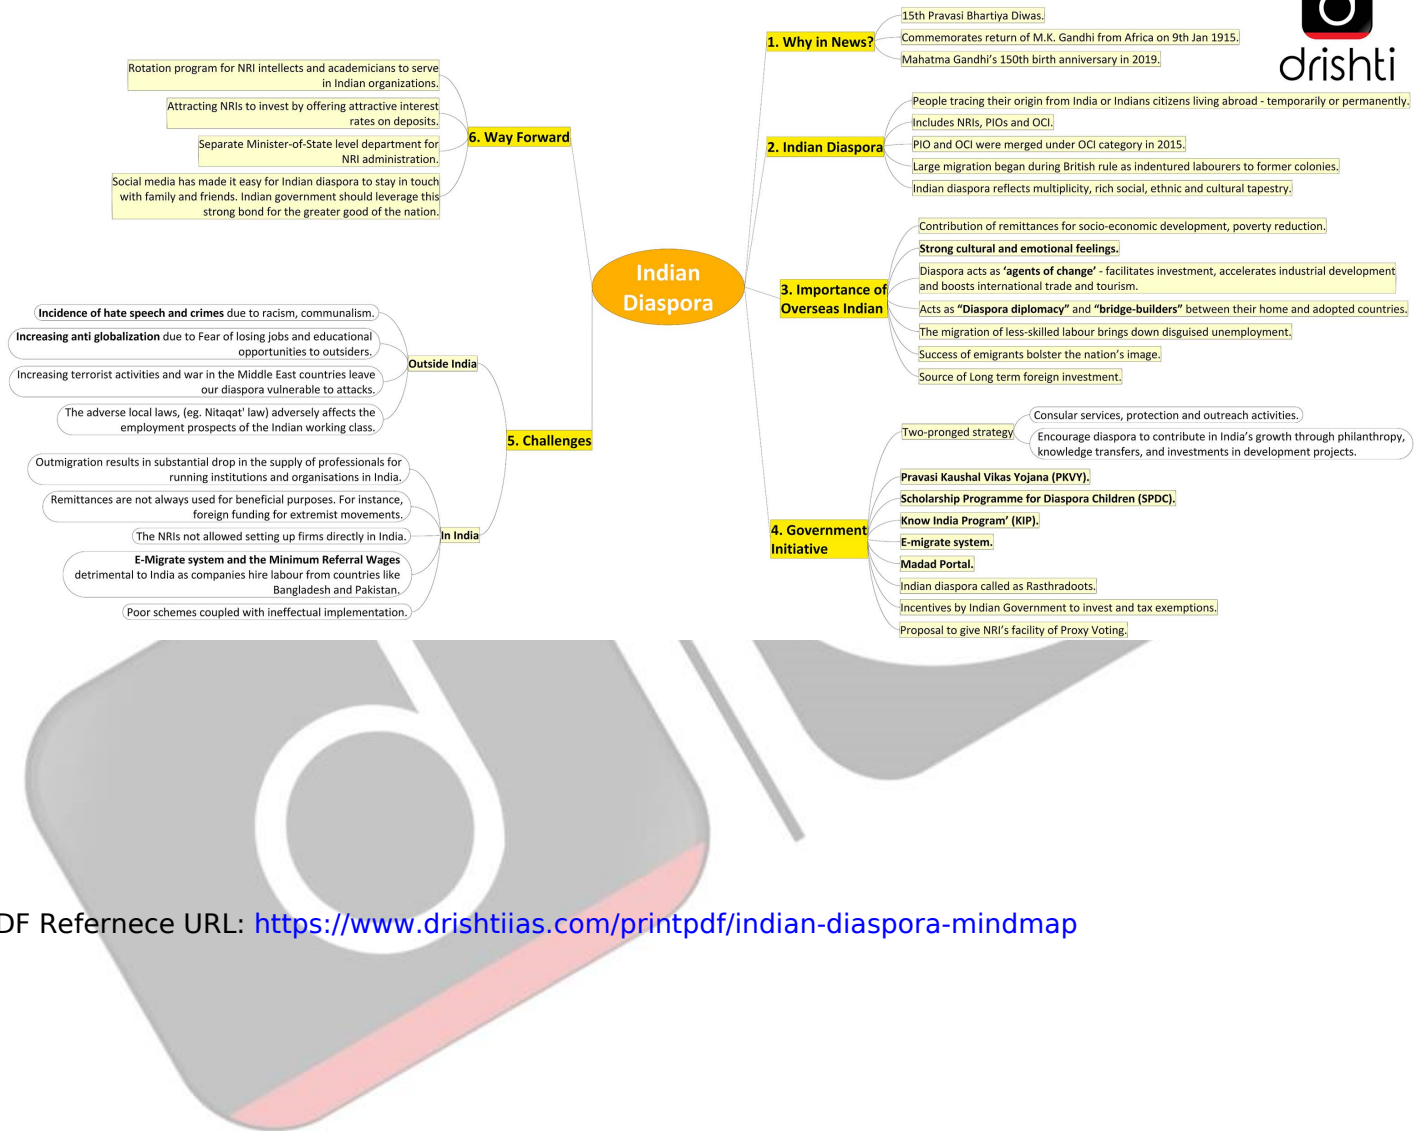 drishti
Indian
Diaspora
1. Why in News?
15th Pravasi Bhartiya Diwas.
Commemorates return of M.K. Gandhi from Africa on 9th Jan 1915.
Mahatma Gandhi's 150th birth anniversary in 2019.
2. Indian Diaspora
People tracing their origin from India or Indians citizens living abroad - temporarily or permanently.
Includes NRIs, PIOs and OCI.
PIO and OCI were merged under OCI category in 2015.
Large migration began during British rule as indentured labourers to former colonies.
Indian diaspora reflects multiplicity, rich social, ethnic and cultural tapestry.
3. Importance of
Overseas Indian
Contribution of remittances for socio-economic development, poverty reduction.
Strong cultural and emotional feelings.
Diaspora acts as ‘agents of change’ - facilitates investment, accelerates industrial development
and boosts international trade and tourism.
Acts as “Diaspora diplomacy” and “bridge-builders” between their home and adopted countries.
The migration of less-skilled labour brings down disguised unemployment.
Success of emigrants bolster the nation's image.
Source of Long term foreign investment.
4. Government
Initiative
Two-pronged strategy
Consular services, protection and outreach activities.
Encourage diaspora to contribute in India's growth through philanthropy,
knowledge transfers, and investments in development projects.
Pravasi Kaushal Vikas Yojana (PKVY).
Scholarship Programme for Diaspora Children (SPDC).
Know India Program’ (KIP).
E-migrate system.
Madad Portal.
Indian diaspora called as Rasthradoots.
Incentives by Indian Government to invest and tax exemptions.
Proposal to give NRI's facility of Proxy Voting.
5. Challenges
Outside India
Incidence of hate speech and crimes due to racism, communalism.
Increasing anti globalization due to Fear of losing jobs and educational
opportunities to outsiders.
Increasing terrorist activities and war in the Middle East countries leave
our diaspora vulnerable to attacks.
The adverse local laws, (eg. Nitaqat' law) adversely affects the
employment prospects of the Indian working class.
In India
Outmigration results in substantial drop in the supply of professionals for
running institutions and organisations in India.
Remittances are not always used for beneficial purposes. For instance,
foreign funding for extremist movements.
The NRIs not allowed setting up firms directly in India.
E-Migrate system and the Minimum Referral Wages
detrimental to India as companies hire labour from countries like
Bangladesh and Pakistan.
Poor schemes coupled with ineffectual implementation.
6. Way Forward
Rotation program for NRI intellects and academicians to serve
in Indian organizations.
Attracting NRIs to invest by offering attractive interest
rates on deposits.
Separate Minister-of-State level department for
NRI administration.
Social media has made it easy for Indian diaspora to stay in touch
with family and friends. Indian government should leverage this
strong bond for the greater good of the nation.
DF Refernece URL: https://www.drishtiias.com/printpdf/indian-diaspora-mindmap